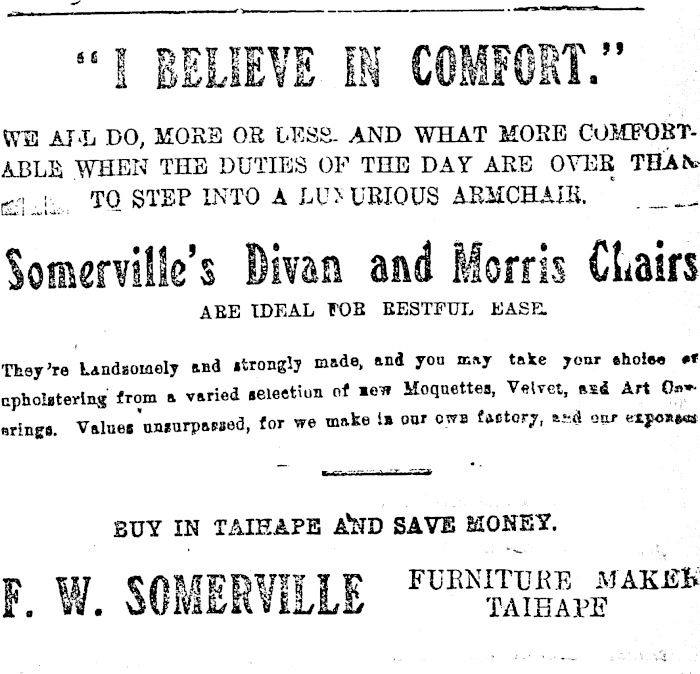 "I BELIEVE IN COMFORT."
WE ALL DO, MORE OR LESS. AND WHAT MORE COMFORT-
ABLE WHEN THE DUTIES OF THE DAY ARE OVER THAN
TO STEP INTO A LUXURIOUS ARMCHAIR.
Somerville's Divan and Morris Chairs
ARE IDEAL FOR RESTFUL EASE.
They're handsomely and strongly made, and you may take your choice of
upholstering from a varied selection of new Moquettes, Velvet, and Art Cov-
erings. Values unsurpassed, for we make in our own factory, and our expenses
BUY IN TAIHAPE AND SAVE MONEY.
F. W. SOMERVILLE
FURNITURE MAKER
TAIHAPE